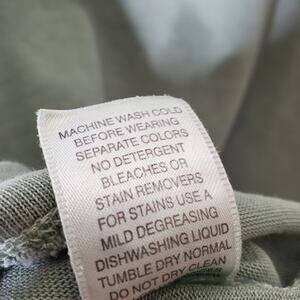 MACHINE WASH COLD
BEFORE WEARING
SEPARATE COLORS
NO DETERGENT
BLEACHES OR
STAIN REMOVERS
FOR STAINS USE A
MILD DEGREASING
DISHWASHING LIQUID
TUMBLE DRY NORMAL
DO NOT DRY CLEAN